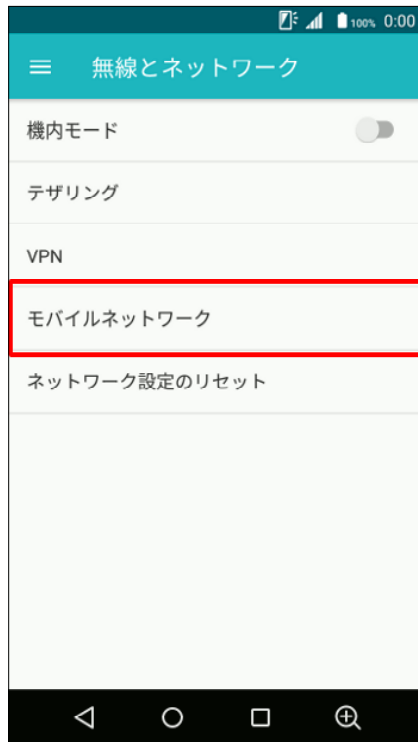 100% 0:00
無線とネットワーク
機内モード
テザリング
VPN
モバイルネットワーク
ネットワーク設定のリセット